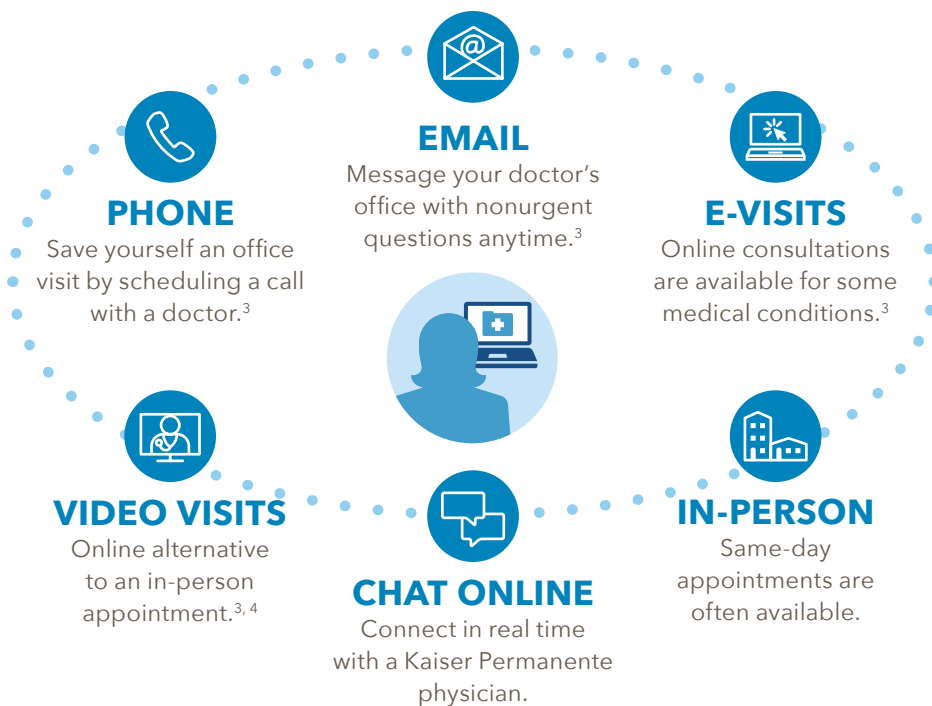 EMAIL
Message your doctor's
office with nonurgent
questions anytime.³
PHONE
Save yourself an office
visit by scheduling a call
with a doctor.³
E-VISITS
Online consultations
are available for some
medical conditions.³
VIDEO VISITS
Online alternative
to an in-person
appointment.³, ⁴
CHAT ONLINE
Connect in real time
with a Kaiser Permanente
physician.
IN-PERSON
Same-day
appointments are
often available.